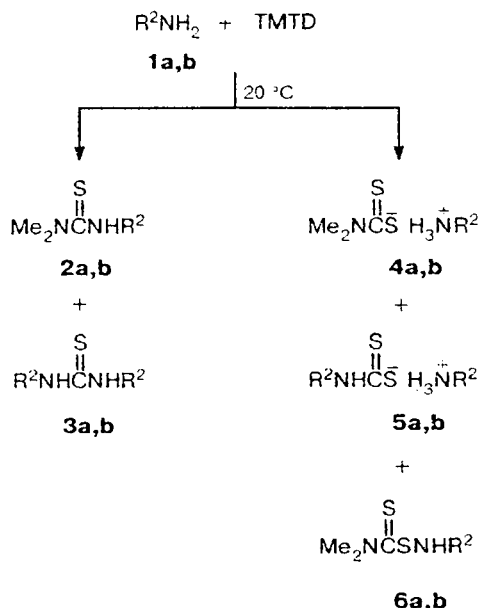 R²NH₂ + TMTD
1a,b
20 °C
S
Me₂NCNHR²
2a,b
+
S
R²NHCNHR²
3a,b
S
Me₂NCS⁻ H₃N⁺R²
4a,b
+
S
R²NHCS⁻ H₃N⁺R²
5a,b
+
S
Me₂NCSNHR²
6a,b